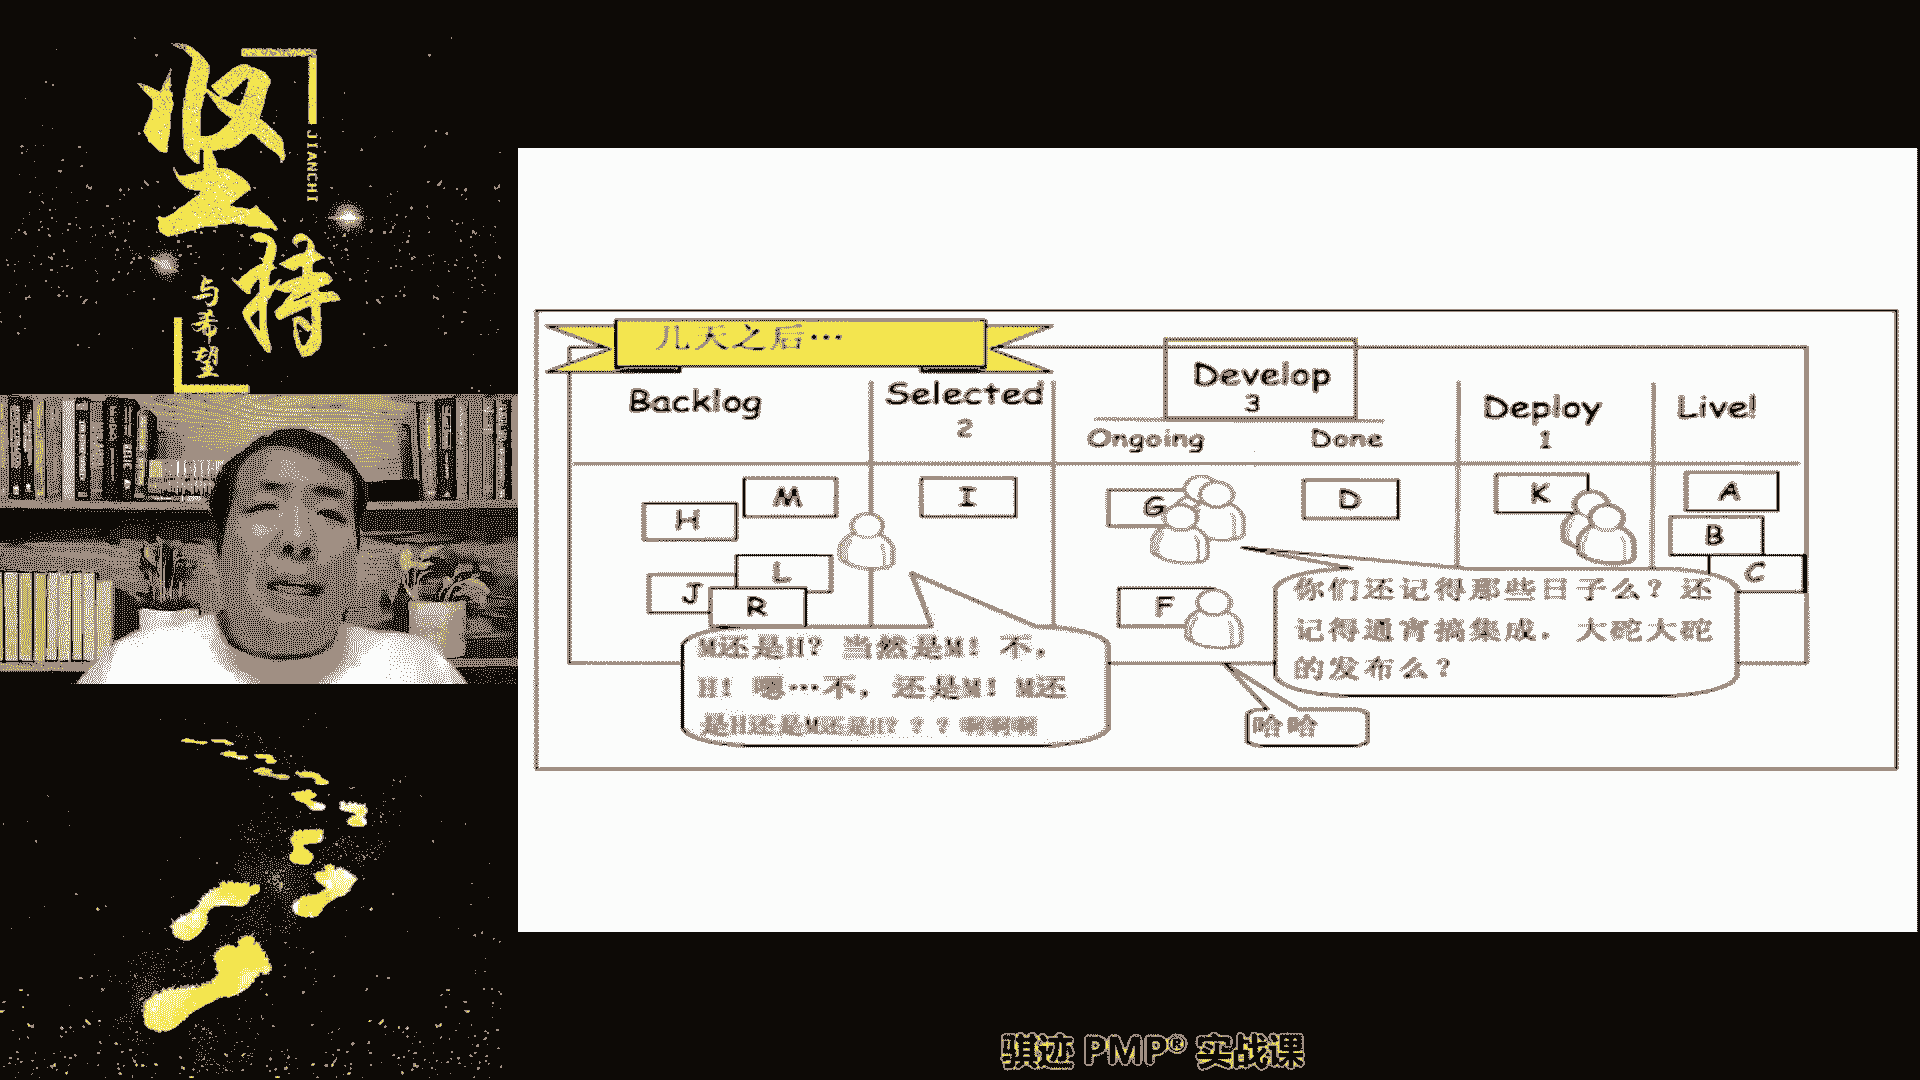 坚持
JIANCHI
与希望
几天之后…
Backlog
Selected
2
Develop
3
Ongoing
Done
Deploy
1
Live!
H
M
J
L
R
I
G
F
D
K
A
B
C
M还是H? 当然是M! 不,
H! 嗯…不, 还是M! M还
是H还是M还是H? ? ? 啊啊啊
你们还记得那些日子么? 还
记得通宵搞集成, 大砣大砣
的发布么?
哈哈
骐迹 PMP® 实战课